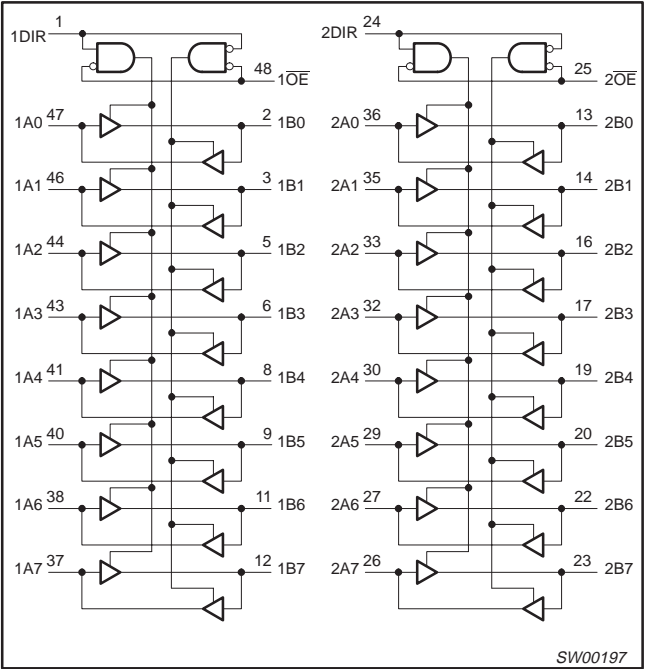 1DIR 1 2DIR 24
48 1O̅E̅ 25 2O̅E̅
1A0 47 2 1B0 2A0 36 13 2B0
1A1 46 3 1B1 2A1 35 14 2B1
1A2 44 5 1B2 2A2 33 16 2B2
1A3 43 6 1B3 2A3 32 17 2B3
1A4 41 8 1B4 2A4 30 19 2B4
1A5 40 9 1B5 2A5 29 20 2B5
1A6 38 11 1B6 2A6 27 22 2B6
1A7 37 12 1B7 2A7 26 23 2B7
SW00197